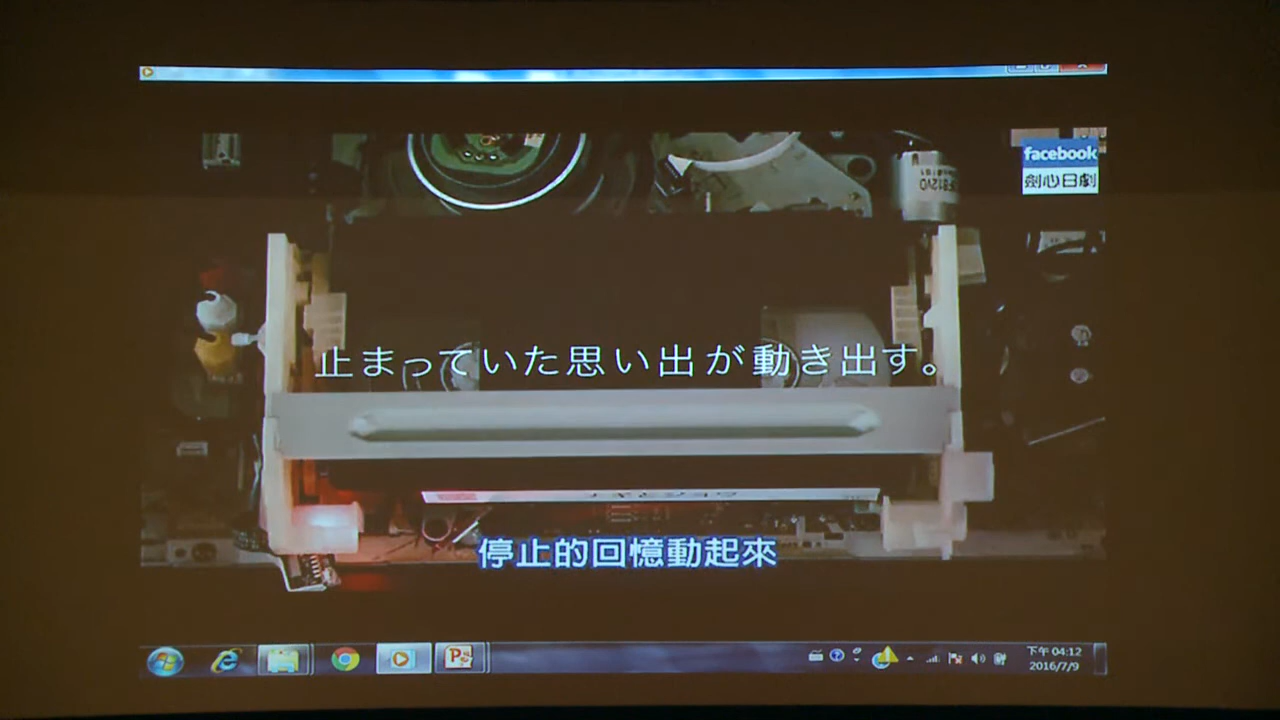 facebook
劍心日劇
止まっていた思い出が動き出す。
停止的回憶動起來
下午 04:12
2016/7/9